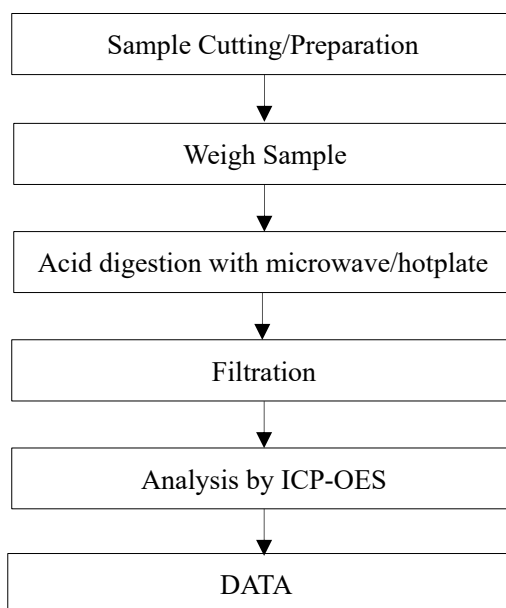 Sample Cutting/Preparation
Weigh Sample
Acid digestion with microwave/hotplate
Filtration
Analysis by ICP-OES
DATA